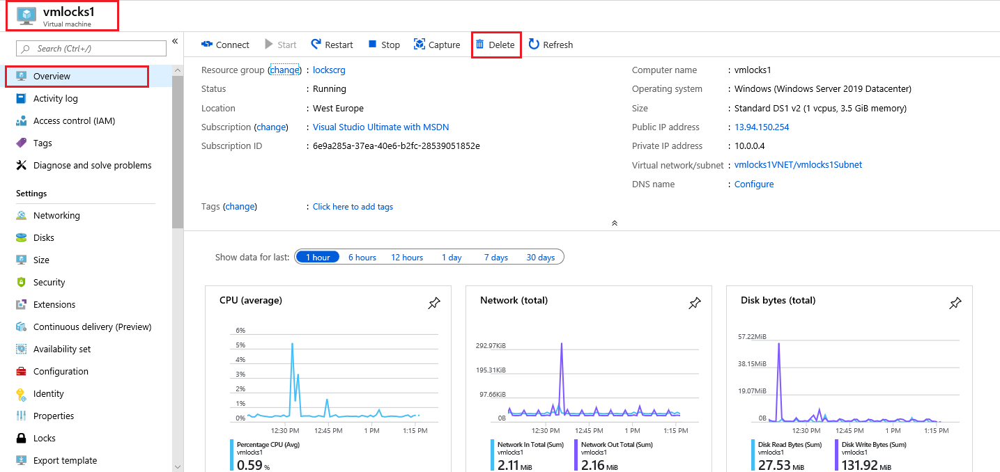 vmlocks1
Virtual machine
Search (Ctrl+/)
«
Overview
Activity log
Access control (IAM)
Tags
Diagnose and solve problems
Settings
Networking
Disks
Size
Security
Extensions
Continuous delivery (Preview)
Availability set
Configuration
Identity
Properties
Locks
Export template
Connect Start Restart Stop Capture Delete Refresh
Resource group (change) : lockscrg
Status : Running
Location : West Europe
Subscription (change) : Visual Studio Ultimate with MSDN
Subscription ID : 6e9a285a-37ea-40e6-b2fc-28539051852e
Computer name : vmlocks1
Operating system : Windows (Windows Server 2019 Datacenter)
Size : Standard DS1 v2 (1 vcpus, 3.5 GiB memory)
Public IP address : 13.94.150.254
Private IP address : 10.0.0.4
Virtual network/subnet : vmlocks1VNET/vmlocks1Subnet
DNS name : Configure
Tags (change) : Click here to add tags
Show data for last: 1 hour 6 hours 12 hours 1 day 7 days 30 days
CPU (average)
6%
5%
4%
3%
2%
1%
0%
12:30 PM 12:45 PM 1 PM 1:15 PM
Percentage CPU (Avg)
vmlocks1
0.59 %
Network (total)
292.97KiB
195.31KiB
97.66KiB
0B
12:30 PM 12:45 PM 1 PM 1:15 PM
Network In Total (Sum)
vmlocks1
2.11 MiB
Network Out Total (Sum)
vmlocks1
2.16 MiB
Disk bytes (total)
57.22MiB
38.15MiB
19.07MiB
0B
12:30 PM 12:45 PM 1 PM 1:15 PM
Disk Read Bytes (Sum)
vmlocks1
27.53 MiB
Disk Write Bytes (Sum)
vmlocks1
131.92 MiB